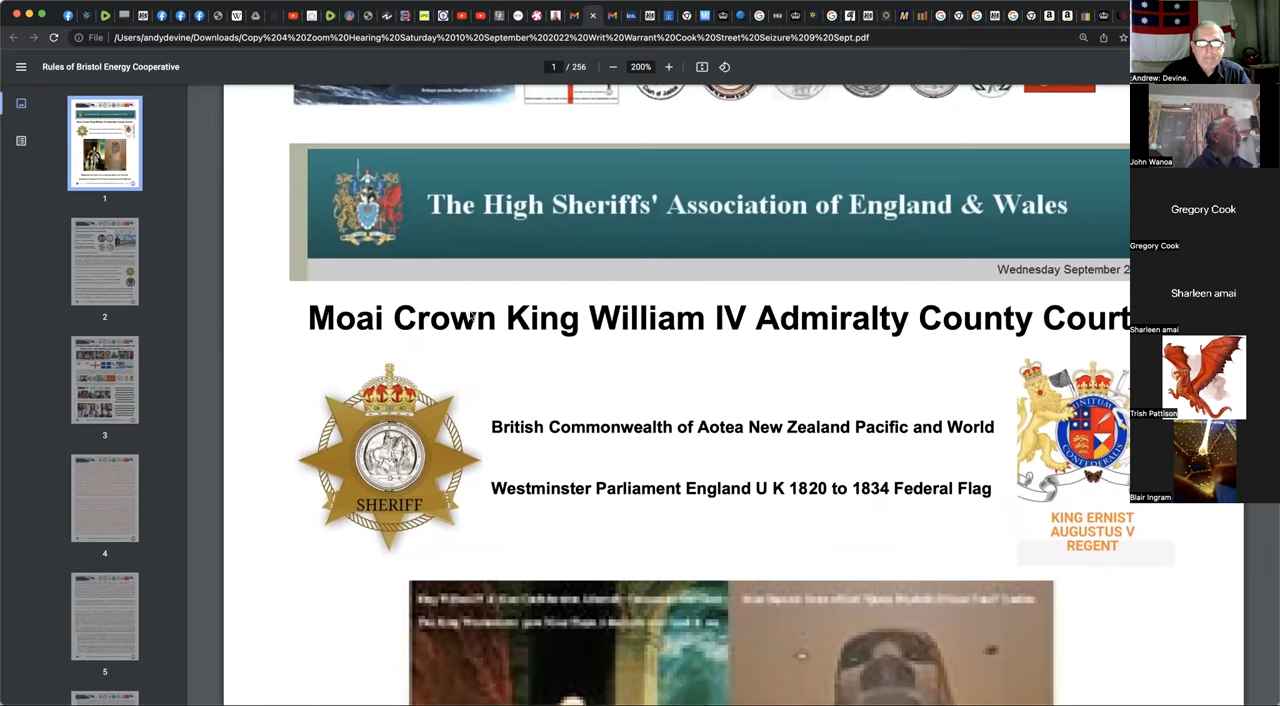 File
/Users/andydevine/Downloads/Copy%204%20Zoom%20Hearing%20Saturday%2010%20September%202022%20Writ%20Warrant%20Cook%20Street%20Seizure%209%20Sept.pdf
Rules of Bristol Energy Cooperative
1 / 256
200%
1
2
3
4
5
The High Sheriffs' Association of England & Wales
Wednesday September 2
Moai Crown King William IV Admiralty County Court
SHERIFF
British Commonwealth of Aotea New Zealand Pacific and World
Westminster Parliament England U K 1820 to 1834 Federal Flag
KING ERNIST
AUGUSTUS V
REGENT
:Andrew: Devine.
John Wanoa
Gregory Cook
Gregory Cook
Sharleen amai
Sharleen amai
Trish Pattison
Blair Ingram